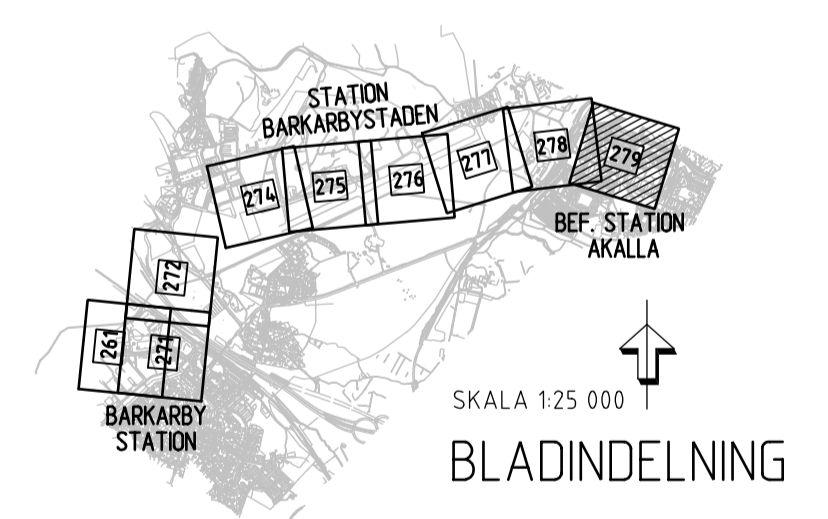 STATION
BARKARBYSTADEN
274
275
276
277
278
279
BEF. STATION
AKALLA
272
261
271
BARKARBY
STATION
SKALA 1:25 000
BLADINDELNING